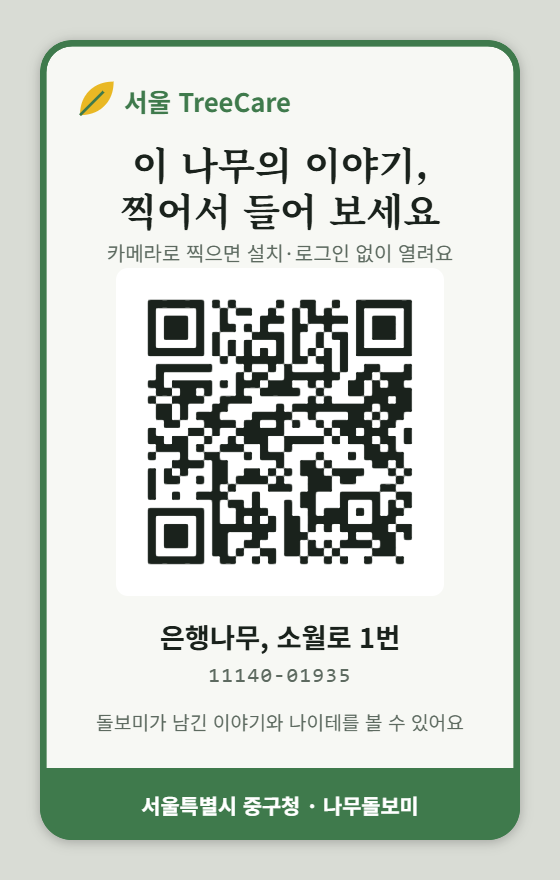 서울 TreeCare
이 나무의 이야기,
찍어서 들어 보세요
카메라로 찍으면 설치·로그인 없이 열려요
은행나무, 소월로 1번
11140-01935
돌보미가 남긴 이야기와 나이테를 볼 수 있어요
서울특별시 중구청 · 나무돌보미